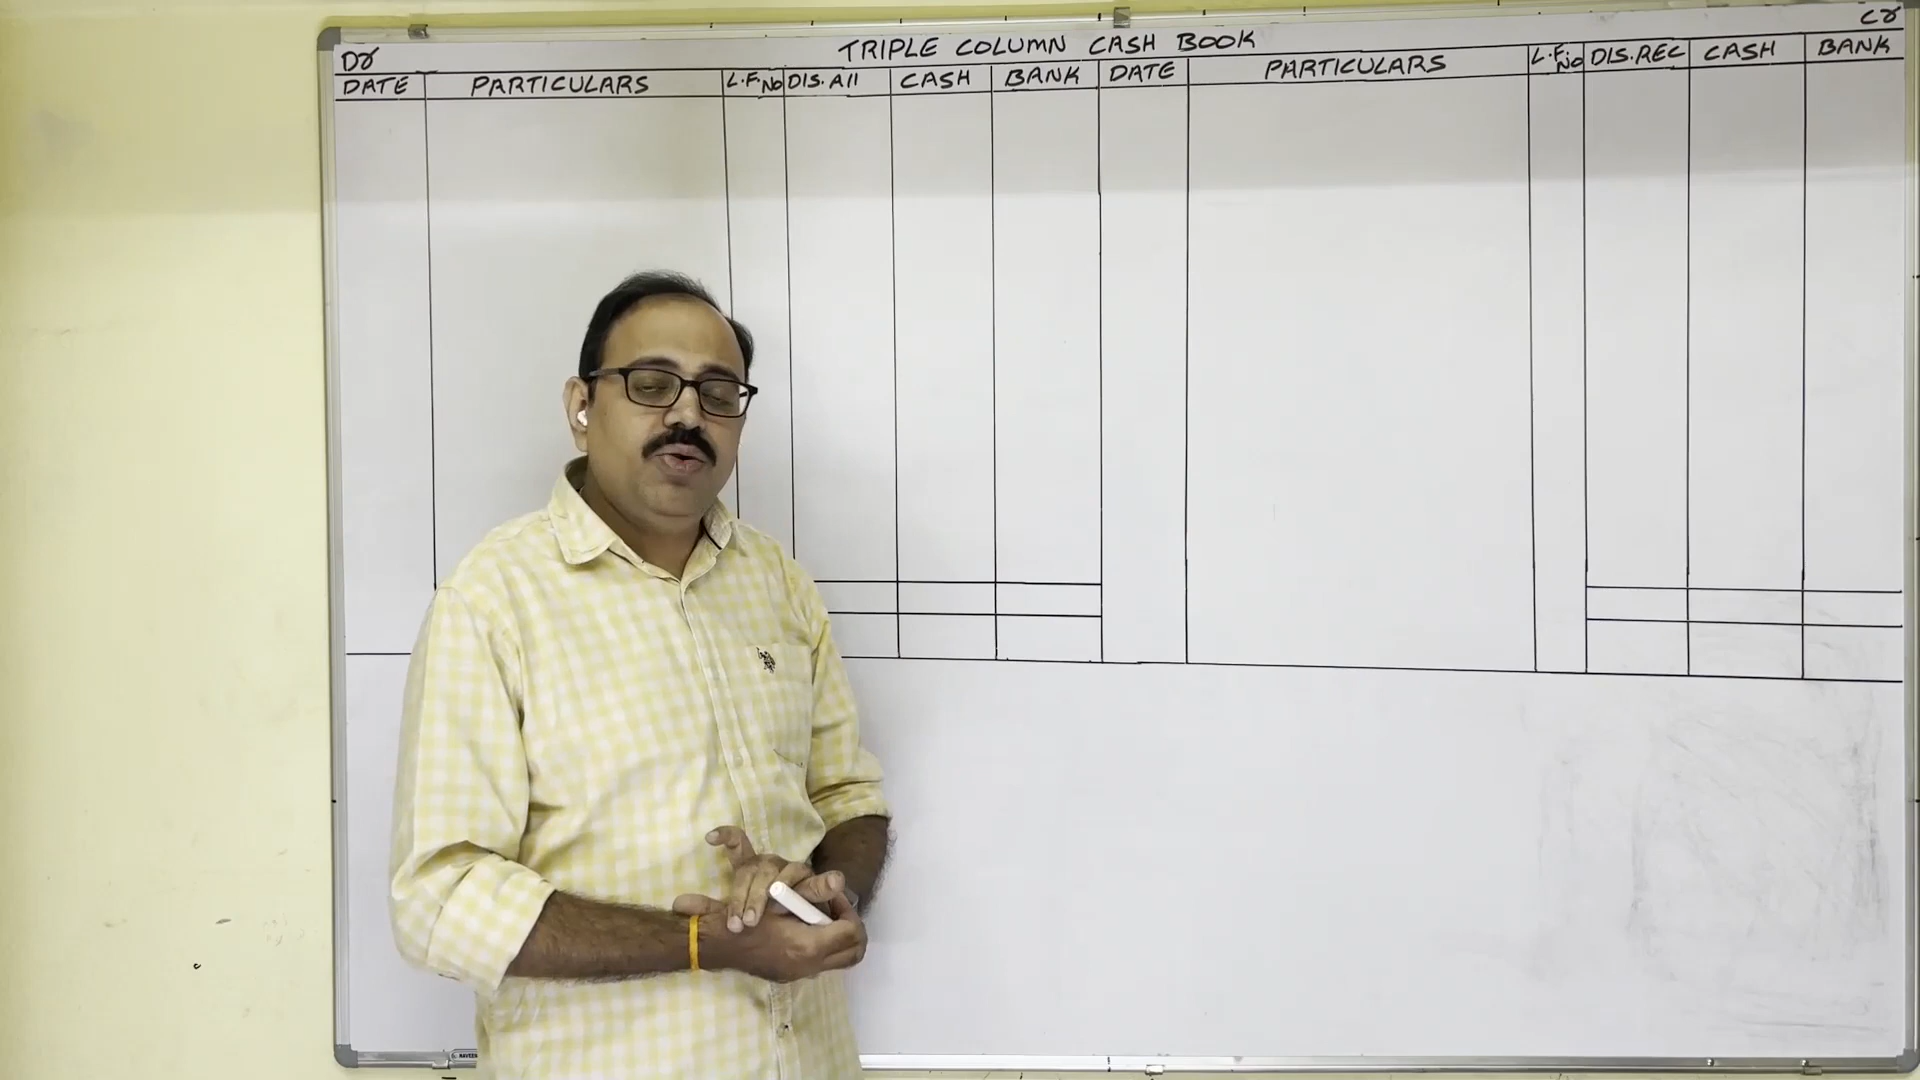 Dr
TRIPLE COLUMN CASH BOOK
Cr
DATE PARTICULARS L.F. No DIS. All CASH BANK DATE PARTICULARS L.F. No DIS. REC CASH BANK
NAVEEN